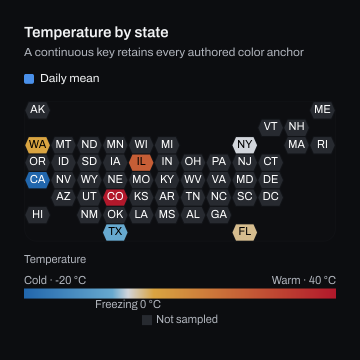 Temperature by state
A continuous key retains every authored color anchor
Daily mean
AK ME
VT NH
WA MT ND MN WI MI NY MA RI
OR ID SD IA IL IN OH PA NJ CT
CA NV WY NE MO KY WV VA MD DE
AZ UT CO KS AR TN NC SC DC
HI NM OK LA MS AL GA
TX FL
Temperature
Cold · -20 °C Warm · 40 °C
Freezing 0 °C
Not sampled